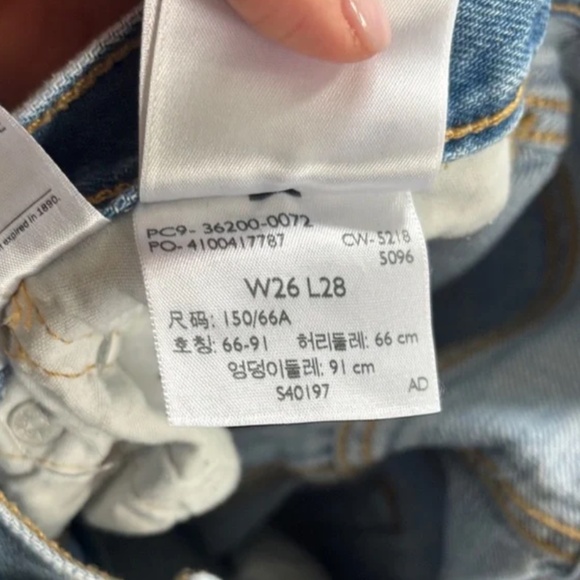 expired in 1890.
PC9- 36200-0072
PO- 4100417787
CW- 5218
5096
W26 L28
尺码: 150/66A
호칭: 66-91 허리둘레: 66 cm
엉덩이둘레: 91 cm
S40197
AD